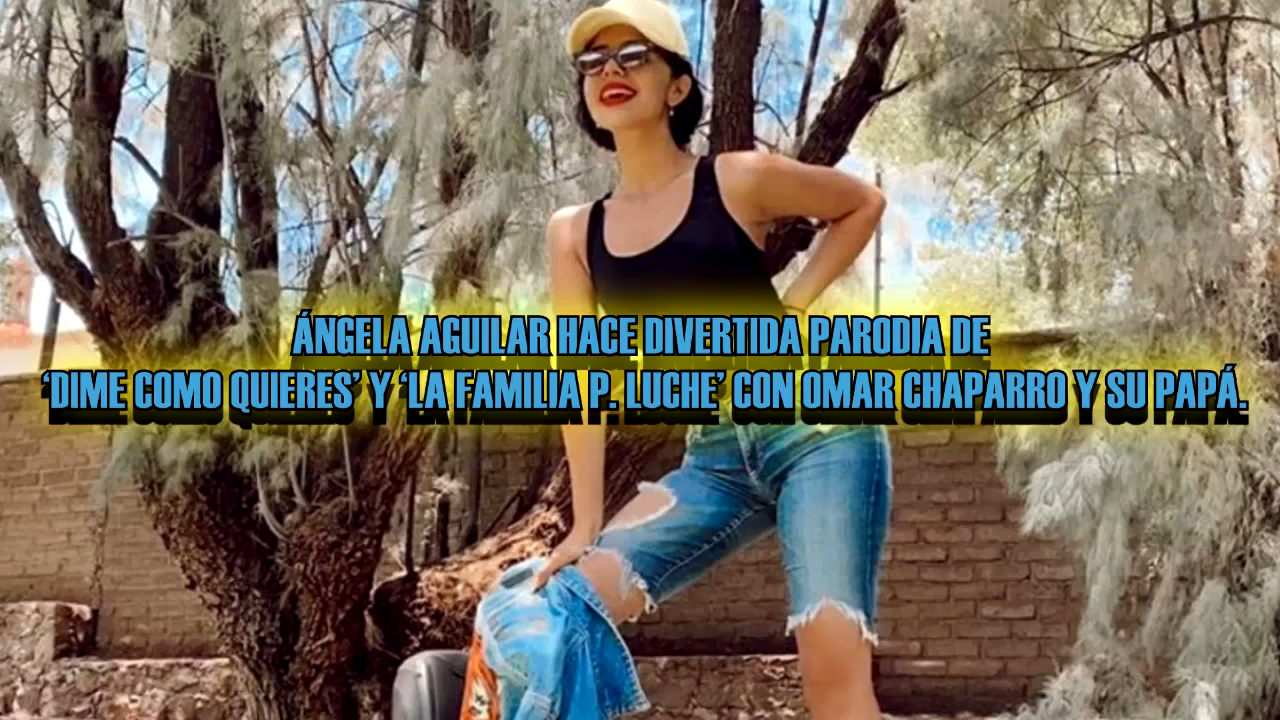 ÁNGELA AGUILAR HACE DIVERTIDA PARODIA DE
‘DIME COMO QUIERES’ Y ‘LA FAMILIA P. LUCHE’ CON OMAR CHAPARRO Y SU PAPÁ.